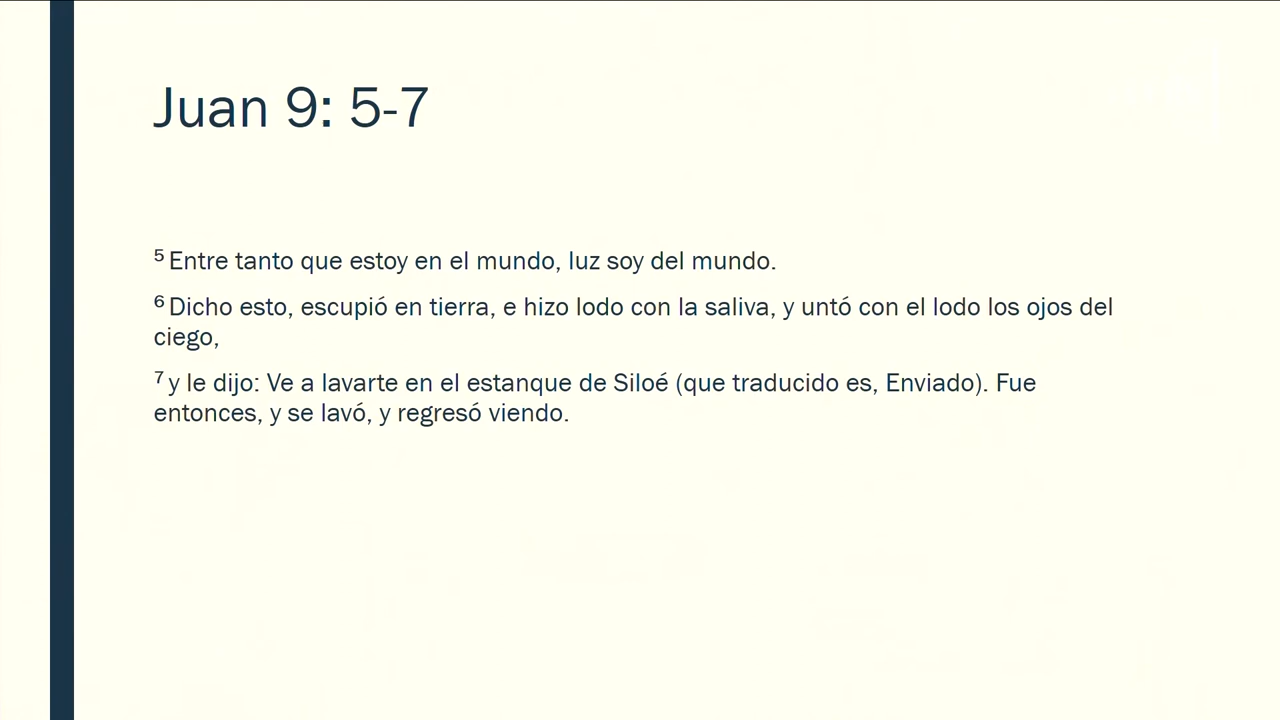 Juan 9: 5-7
⁵ Entre tanto que estoy en el mundo, luz soy del mundo.
⁶ Dicho esto, escupió en tierra, e hizo lodo con la saliva, y untó con el lodo los ojos del
ciego,
⁷ y le dijo: Ve a lavarte en el estanque de Siloé (que traducido es, Enviado). Fue
entonces, y se lavó, y regresó viendo.